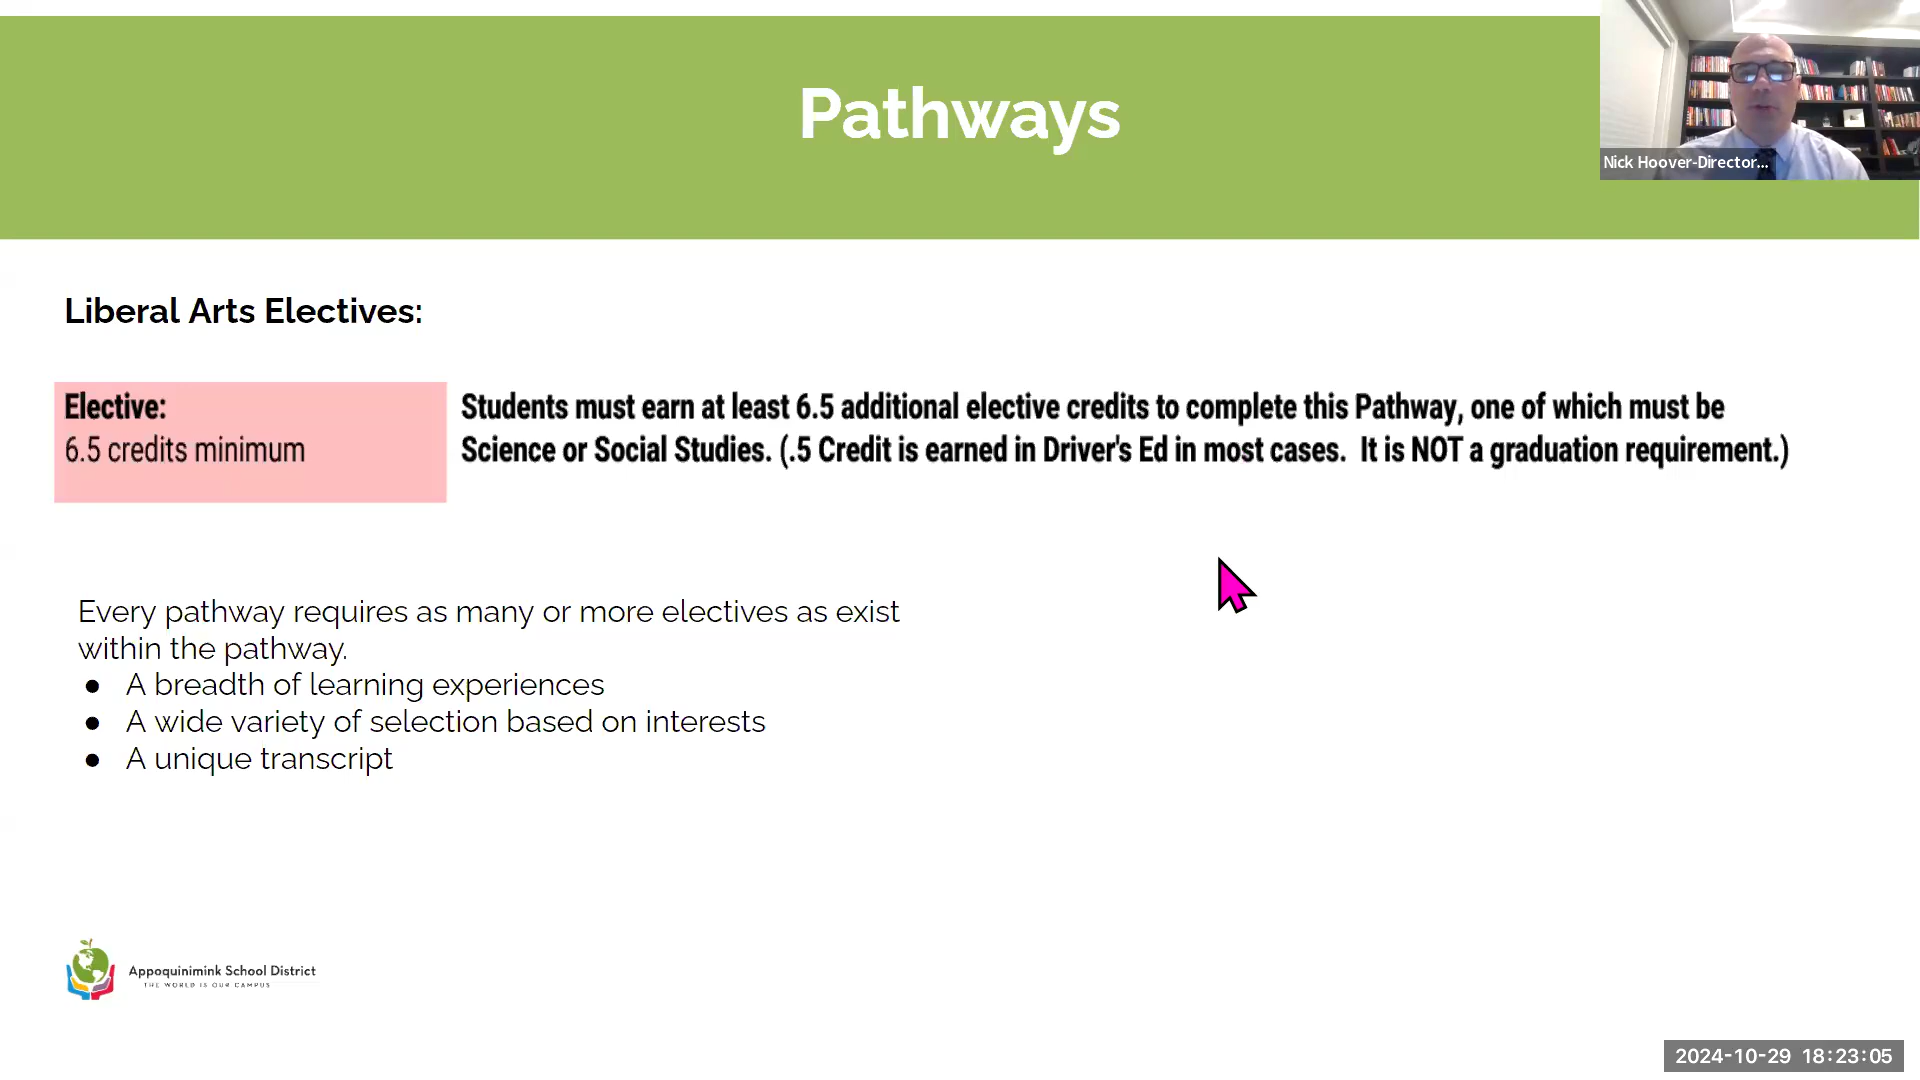 Pathways
Nick Hoover-Director...
Liberal Arts Electives:
Elective:
6.5 credits minimum
Students must earn at least 6.5 additional elective credits to complete this Pathway, one of which must be
Science or Social Studies. (.5 Credit is earned in Driver's Ed in most cases. It is NOT a graduation requirement.)
Every pathway requires as many or more electives as exist
within the pathway.
● A breadth of learning experiences
● A wide variety of selection based on interests
● A unique transcript
Appoquinimink School District
THE WORLD IS OUR CAMPUS
2024-10-29 18:23:05